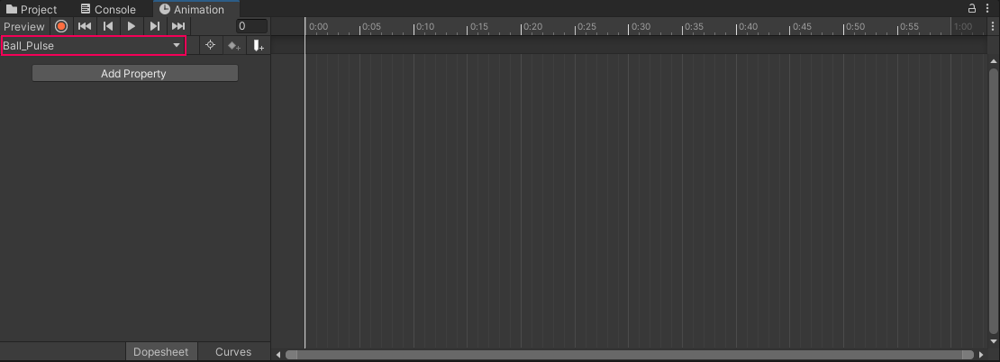 Project Console Animation
Preview 0 0:00 0:05 0:10 0:15 0:20 0:25 0:30 0:35 0:40 0:45 0:50 0:55 1:00
Ball_Pulse
Add Property
Dopesheet Curves